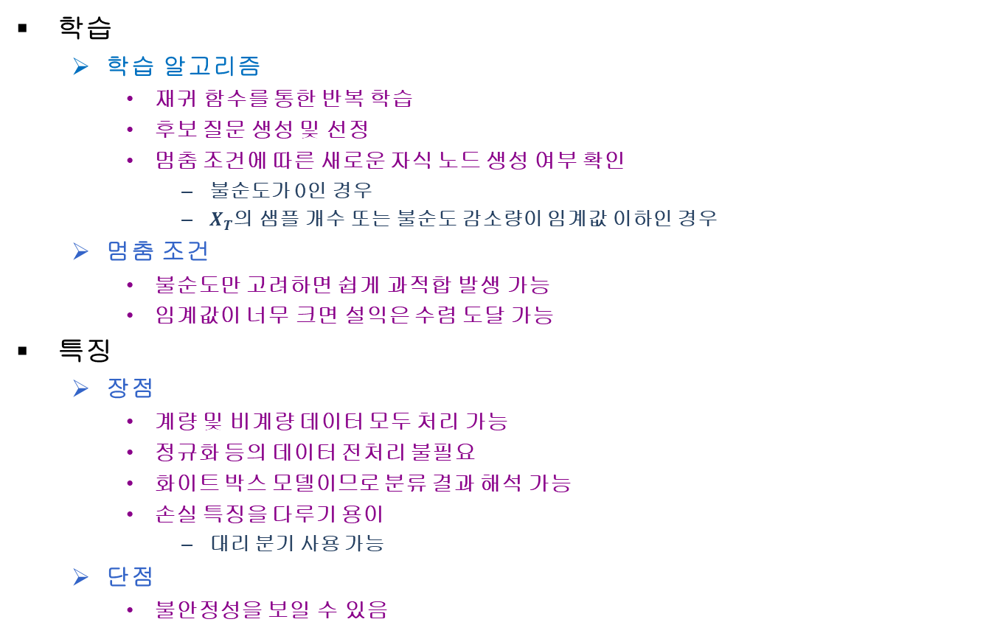 ▪ 학습
➢ 학습 알고리즘
• 재귀 함수를 통한 반복 학습
• 후보 질문 생성 및 선정
• 멈춤 조건에 따른 새로운 자식 노드 생성 여부 확인
– 불순도가 0인 경우
– X_T의 샘플 개수 또는 불순도 감소량이 임계값 이하인 경우
➢ 멈춤 조건
• 불순도만 고려하면 쉽게 과적합 발생 가능
• 임계값이 너무 크면 설익은 수렴 도달 가능
▪ 특징
➢ 장점
• 계량 및 비계량 데이터 모두 처리 가능
• 정규화 등의 데이터 전처리 불필요
• 화이트 박스 모델이므로 분류 결과 해석 가능
• 손실 특징을 다루기 용이
– 대리 분기 사용 가능
➢ 단점
• 불안정성을 보일 수 있음